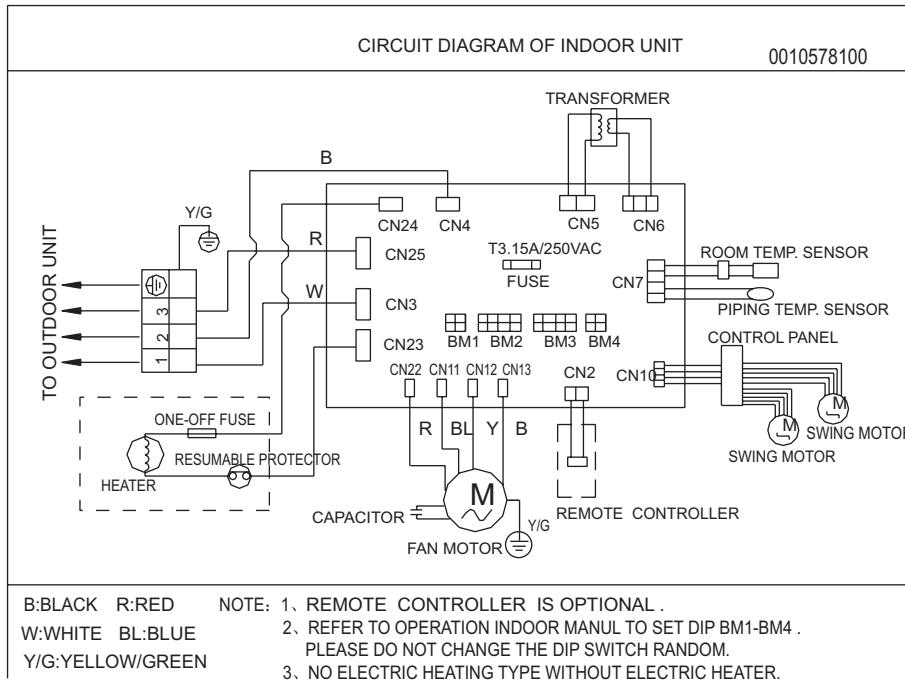 CIRCUIT DIAGRAM OF INDOOR UNIT
0010578100
TRANSFORMER
B
Y/G
CN24
CN4
CN5
CN6
R
CN25
T3.15A/250VAC
FUSE
CN7
ROOM TEMP. SENSOR
PIPING TEMP. SENSOR
TO OUTDOOR UNIT
3
2
1
W
CN3
CN23
BM1
BM2
BM3
BM4
CONTROL PANEL
CN22
CN11
CN12
CN13
CN2
CN10
ONE-OFF FUSE
RESUMABLE PROTECTOR
HEATER
R
BL
Y
B
M
M
SWING MOTOR
SWING MOTOR
CAPACITOR
M
FAN MOTOR
Y/G
REMOTE CONTROLLER
B:BLACK R:RED
W:WHITE BL:BLUE
Y/G:YELLOW/GREEN
NOTE: 1、REMOTE CONTROLLER IS OPTIONAL .
2、REFER TO OPERATION INDOOR MANUL TO SET DIP BM1-BM4 .
PLEASE DO NOT CHANGE THE DIP SWITCH RANDOM.
3、NO ELECTRIC HEATING TYPE WITHOUT ELECTRIC HEATER.